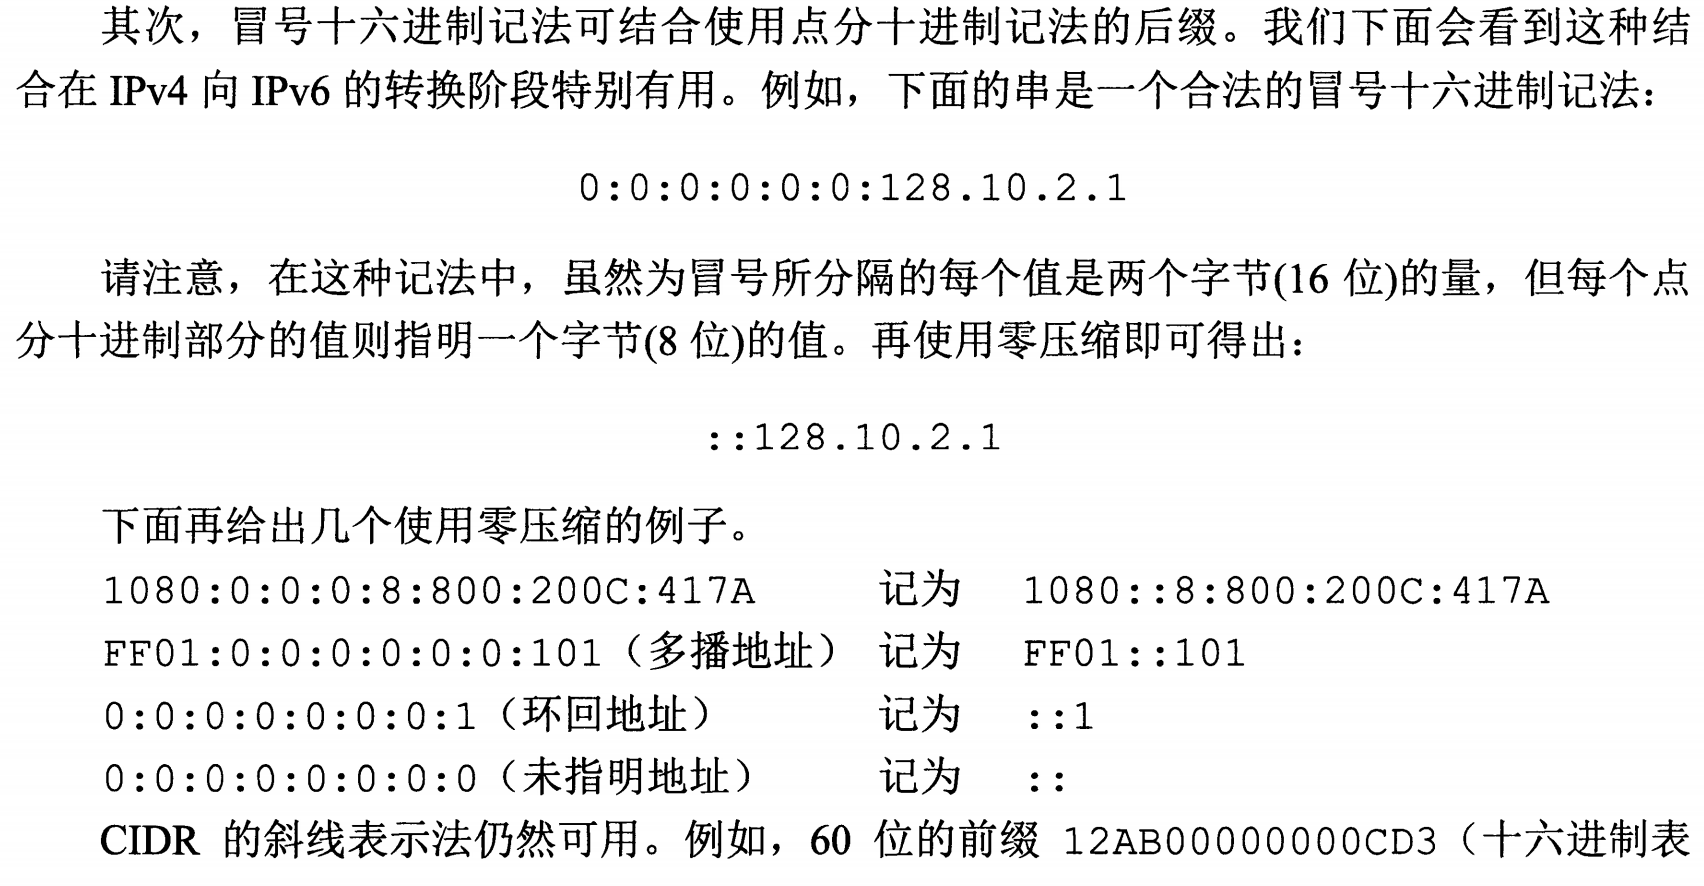 其次，冒号十六进制记法可结合使用点分十进制记法的后缀。我们下面会看到这种结
合在 IPv4 向 IPv6 的转换阶段特别有用。例如，下面的串是一个合法的冒号十六进制记法：
0:0:0:0:0:0:128.10.2.1
请注意，在这种记法中，虽然为冒号所分隔的每个值是两个字节(16 位)的量，但每个点
分十进制部分的值则指明一个字节(8 位)的值。再使用零压缩即可得出：
::128.10.2.1
下面再给出几个使用零压缩的例子。
1080:0:0:0:8:800:200C:417A 记为 1080::8:800:200C:417A
FF01:0:0:0:0:0:0:101（多播地址） 记为 FF01::101
0:0:0:0:0:0:0:1（环回地址） 记为 ::1
0:0:0:0:0:0:0:0（未指明地址） 记为 ::
CIDR 的斜线表示法仍然可用。例如，60 位的前缀 12AB00000000CD3（十六进制表